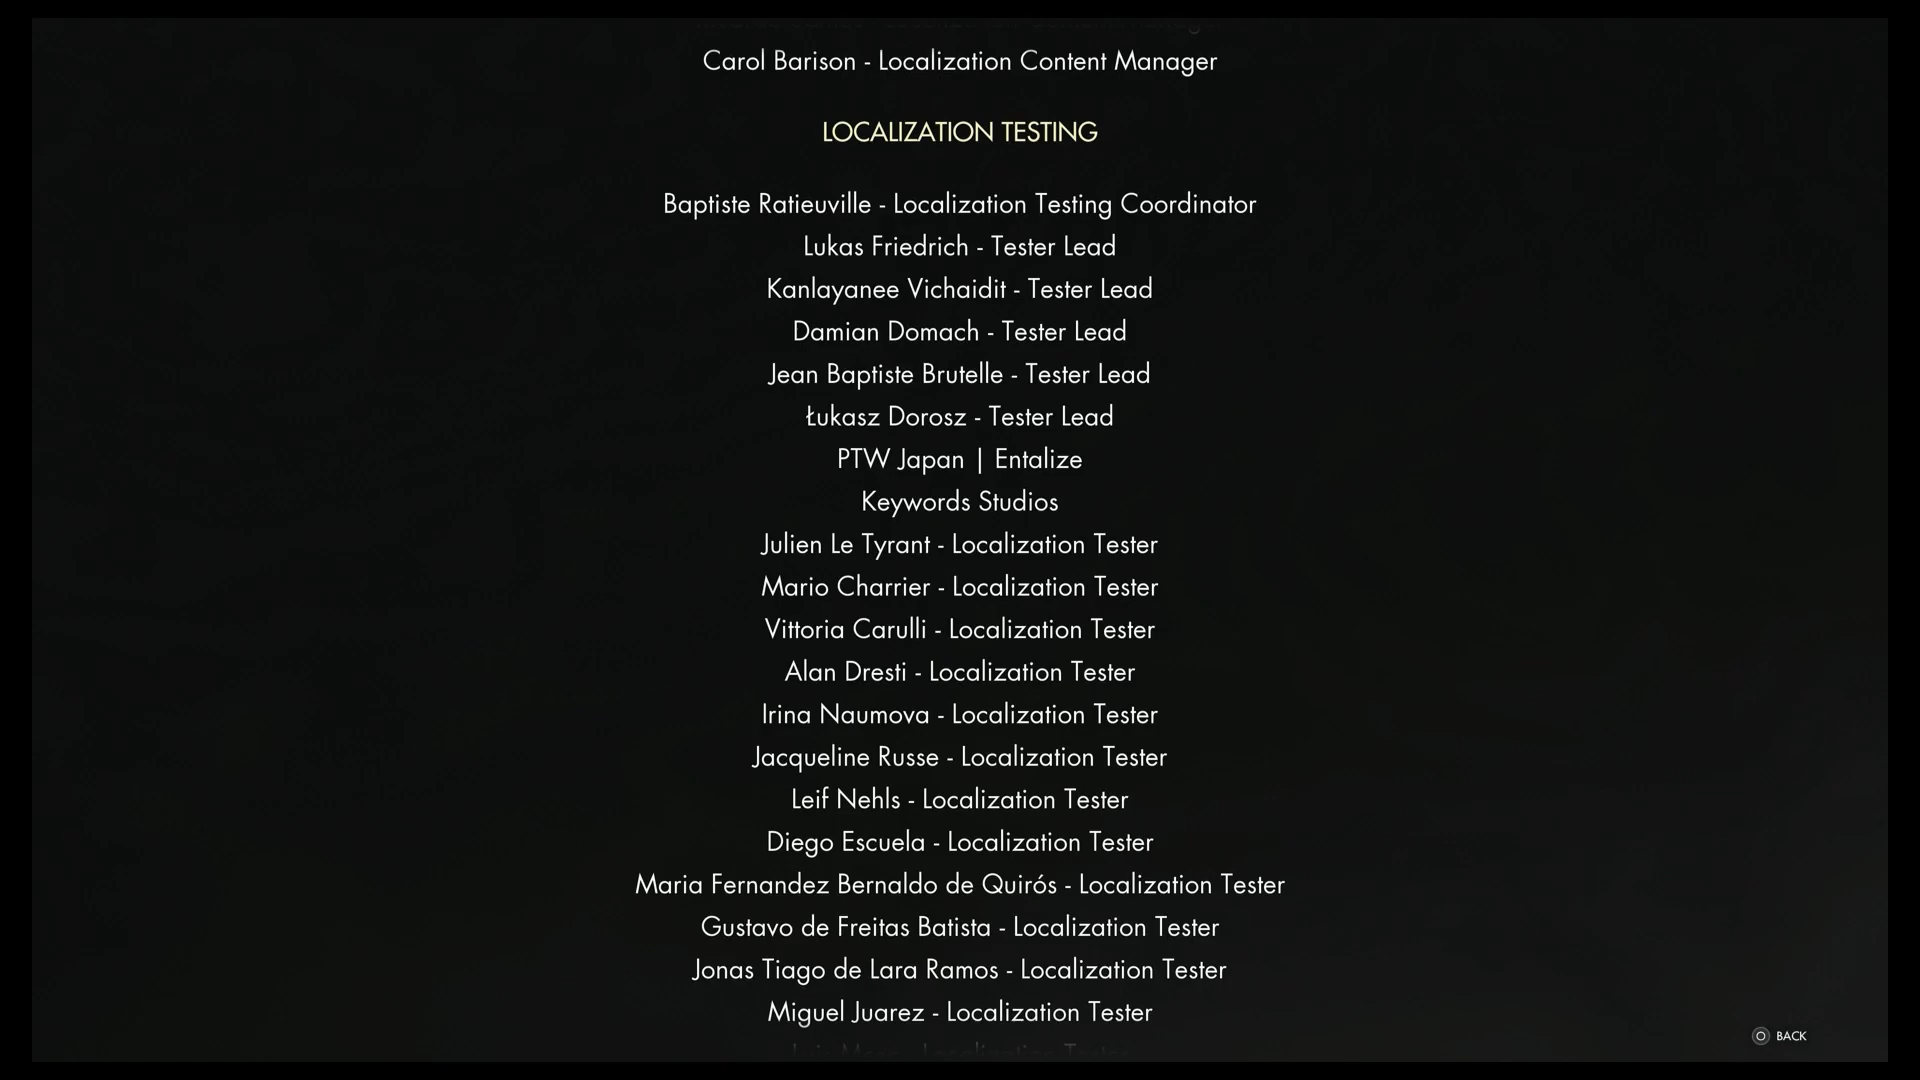 Carol Barison - Localization Content Manager
LOCALIZATION TESTING
Baptiste Ratieuville - Localization Testing Coordinator
Lukas Friedrich - Tester Lead
Kanlayanee Vichaidit - Tester Lead
Damian Domach - Tester Lead
Jean Baptiste Brutelle - Tester Lead
Łukasz Dorosz - Tester Lead
PTW Japan | Entalize
Keywords Studios
Julien Le Tyrant - Localization Tester
Mario Charrier - Localization Tester
Vittoria Carulli - Localization Tester
Alan Dresti - Localization Tester
Irina Naumova - Localization Tester
Jacqueline Russe - Localization Tester
Leif Nehls - Localization Tester
Diego Escuela - Localization Tester
Maria Fernandez Bernaldo de Quirós - Localization Tester
Gustavo de Freitas Batista - Localization Tester
Jonas Tiago de Lara Ramos - Localization Tester
Miguel Juarez - Localization Tester
BACK